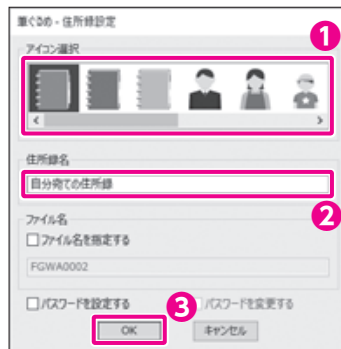 筆ぐるめ - 住所録設定
アイコン選択
1
住所録名
自分宛ての住所録
2
ファイル名
ファイル名を指定する
FGWA0002
パスワードを設定する
3
パスワードを変更する
OK
キャンセル